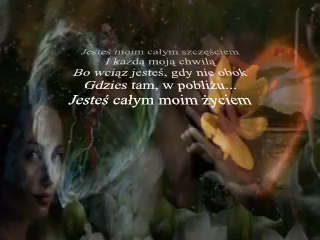 Jesteś moim całym szczęściem
I każdą moją chwilą
Bo wciąż jesteś, gdy nie obok
Gdzieś tam, w pobliżu...
Jesteś całym moim życiem